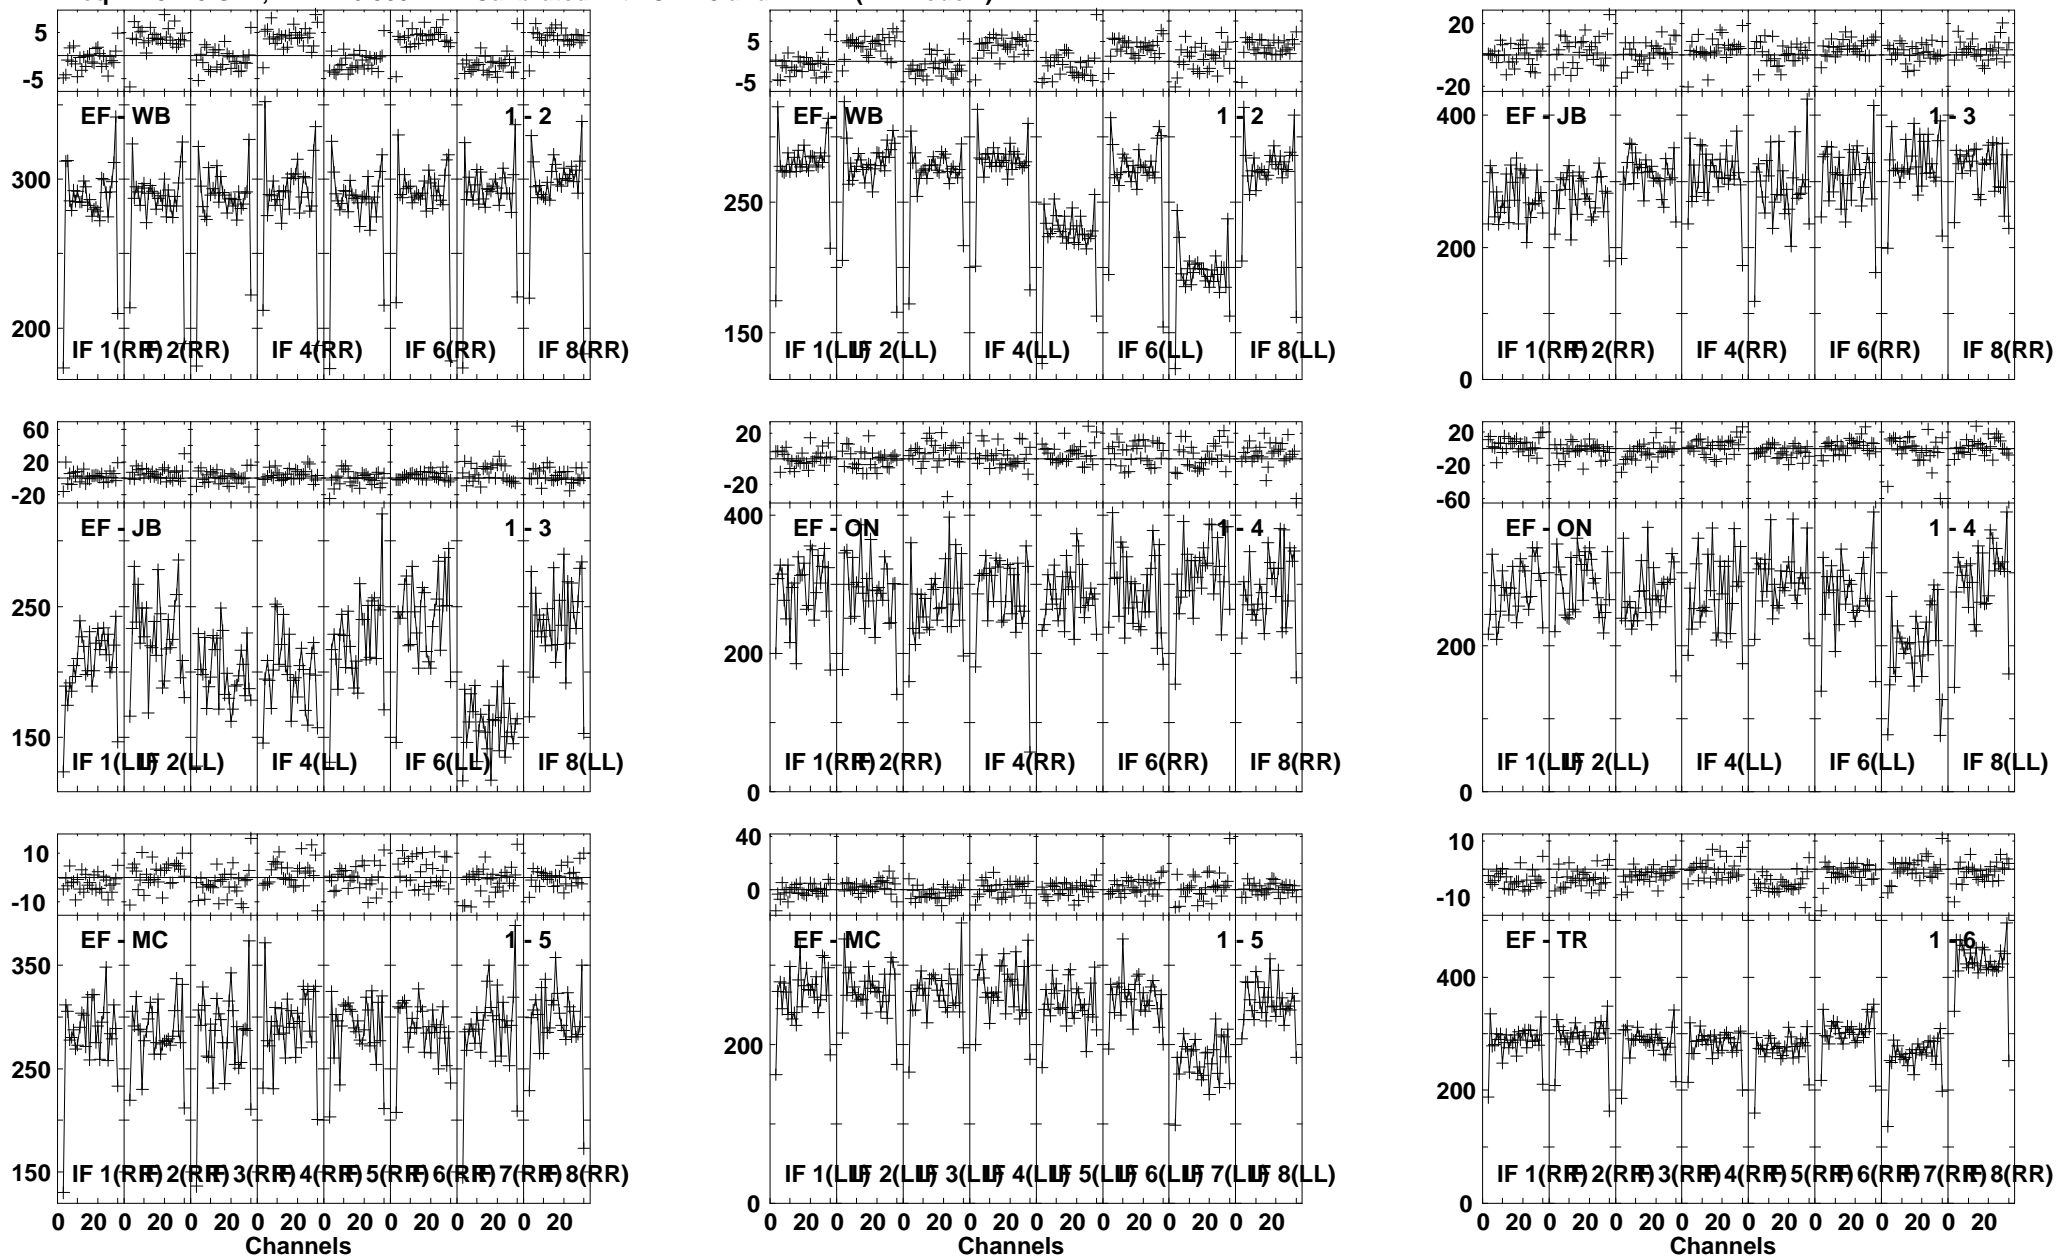 5 5 20
-5 -5 -20
EF - WB 1 - 2 EF - WB 1 - 2 400 EF - JB 1 - 3
300 250 200
200 150
IF 1(RR) IF 2(RR) IF 4(RR) IF 6(RR) IF 8(RR) IF 1(LL) IF 2(LL) IF 4(LL) IF 6(LL) IF 8(LL) IF 1(RR) IF 2(RR) IF 4(RR) IF 6(RR) IF 8(RR)
0
60 20 20
20 -20 -20
-20 -60
EF - JB 1 - 3 400 EF - ON 1 - 4 EF - ON 1 - 4
250 200 200
150
IF 1(LL) IF 2(LL) IF 4(LL) IF 6(LL) IF 8(LL) IF 1(RR) IF 2(RR) IF 4(RR) IF 6(RR) IF 8(RR) IF 1(LL) IF 2(LL) IF 4(LL) IF 6(LL) IF 8(LL)
0 0
10 40 10
-10 0 -10
EF - MC 1 - 5 EF - MC 1 - 5 EF - TR 1 - 6
350 200 400
250 200
150 IF 1(RR) IF 2(RR) IF 3(RR) IF 4(RR) IF 5(RR) IF 6(RR) IF 7(RR) IF 8(RR) IF 1(LL) IF 2(LL) IF 3(LL) IF 4(LL) IF 5(LL) IF 6(LL) IF 7(LL) IF 8(LL) IF 1(RR) IF 2(RR) IF 3(RR) IF 4(RR) IF 5(RR) IF 6(RR) IF 7(RR) IF 8(RR)
0 0
0 20 0 20 0 20 0 20 0 20 0 20 0 20 0 20 0 20 0 20 0 20 0 20 0 20 0 20 0 20 0 20 0 20 0 20 0 20 0 20 0 20 0 20 0 20 0 20
Channels Channels Channels